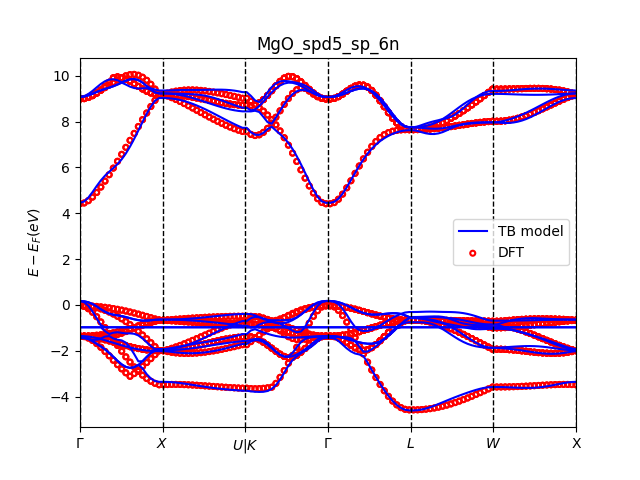 MgO_spd5_sp_6n
10
8
6
4
2
0
−2
−4
E − E_F(eV)
TB model
DFT
Γ X U|K Γ L W X